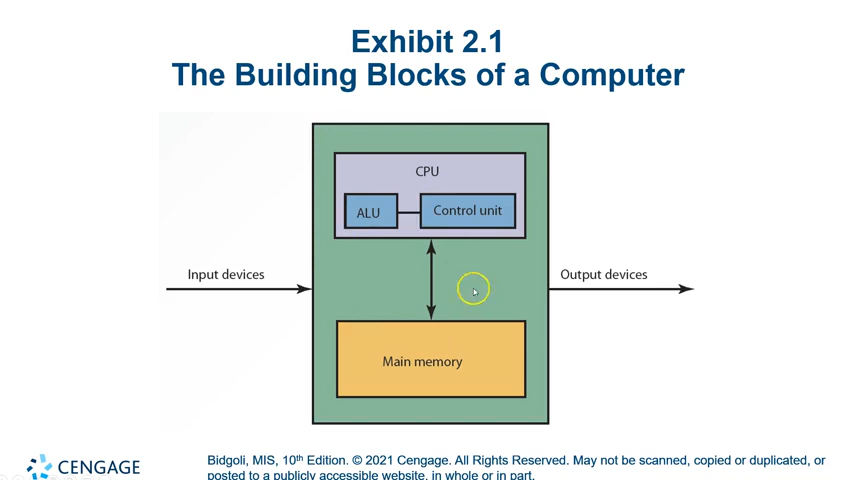 Exhibit 2.1
The Building Blocks of a Computer
CPU
ALU
Control unit
Input devices
Output devices
Main memory
CENGAGE
Bidgoli, MIS, 10th Edition. © 2021 Cengage. All Rights Reserved. May not be scanned, copied or duplicated, or
posted to a publicly accessible website, in whole or in part.